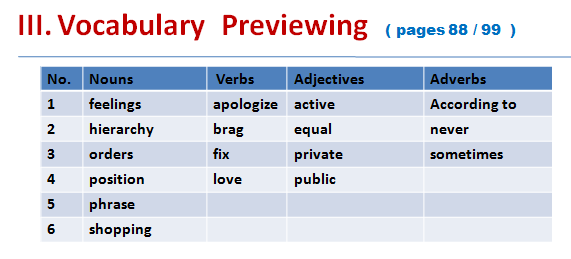 III. Vocabulary Previewing ( pages 88 / 99 )
No. Nouns Verbs Adjectives Adverbs
1 feelings apologize active According to
2 hierarchy brag equal never
3 orders fix private sometimes
4 position love public
5 phrase
6 shopping